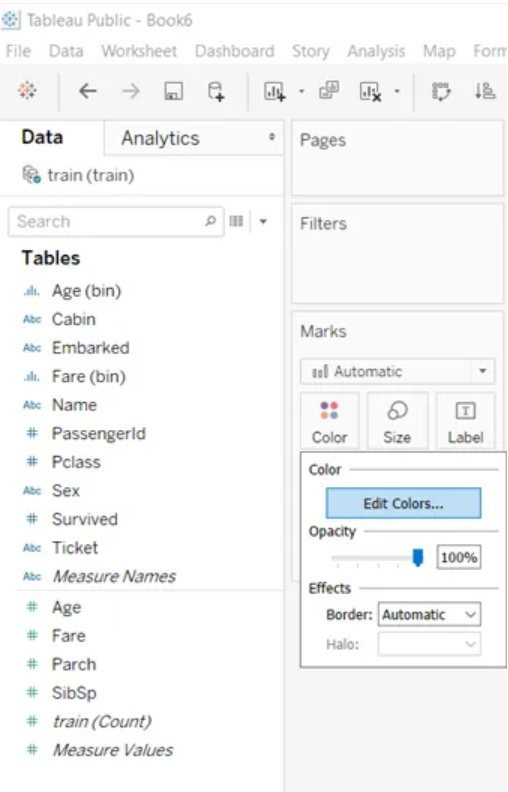 Tableau Public - Book6
File Data Worksheet Dashboard Story Analysis Map Form
Data
Analytics
train (train)
Search
Tables
Age (bin)
Abc Cabin
Abc Embarked
Fare (bin)
Abc Name
# PassengerId
# Pclass
Abc Sex
# Survived
Abc Ticket
Abc Measure Names
# Age
# Fare
# Parch
# SibSp
# train (Count)
# Measure Values
Pages
Filters
Marks
Automatic
Color Size Label
Color
Edit Colors...
Opacity
100%
Effects
Border: Automatic
Halo: